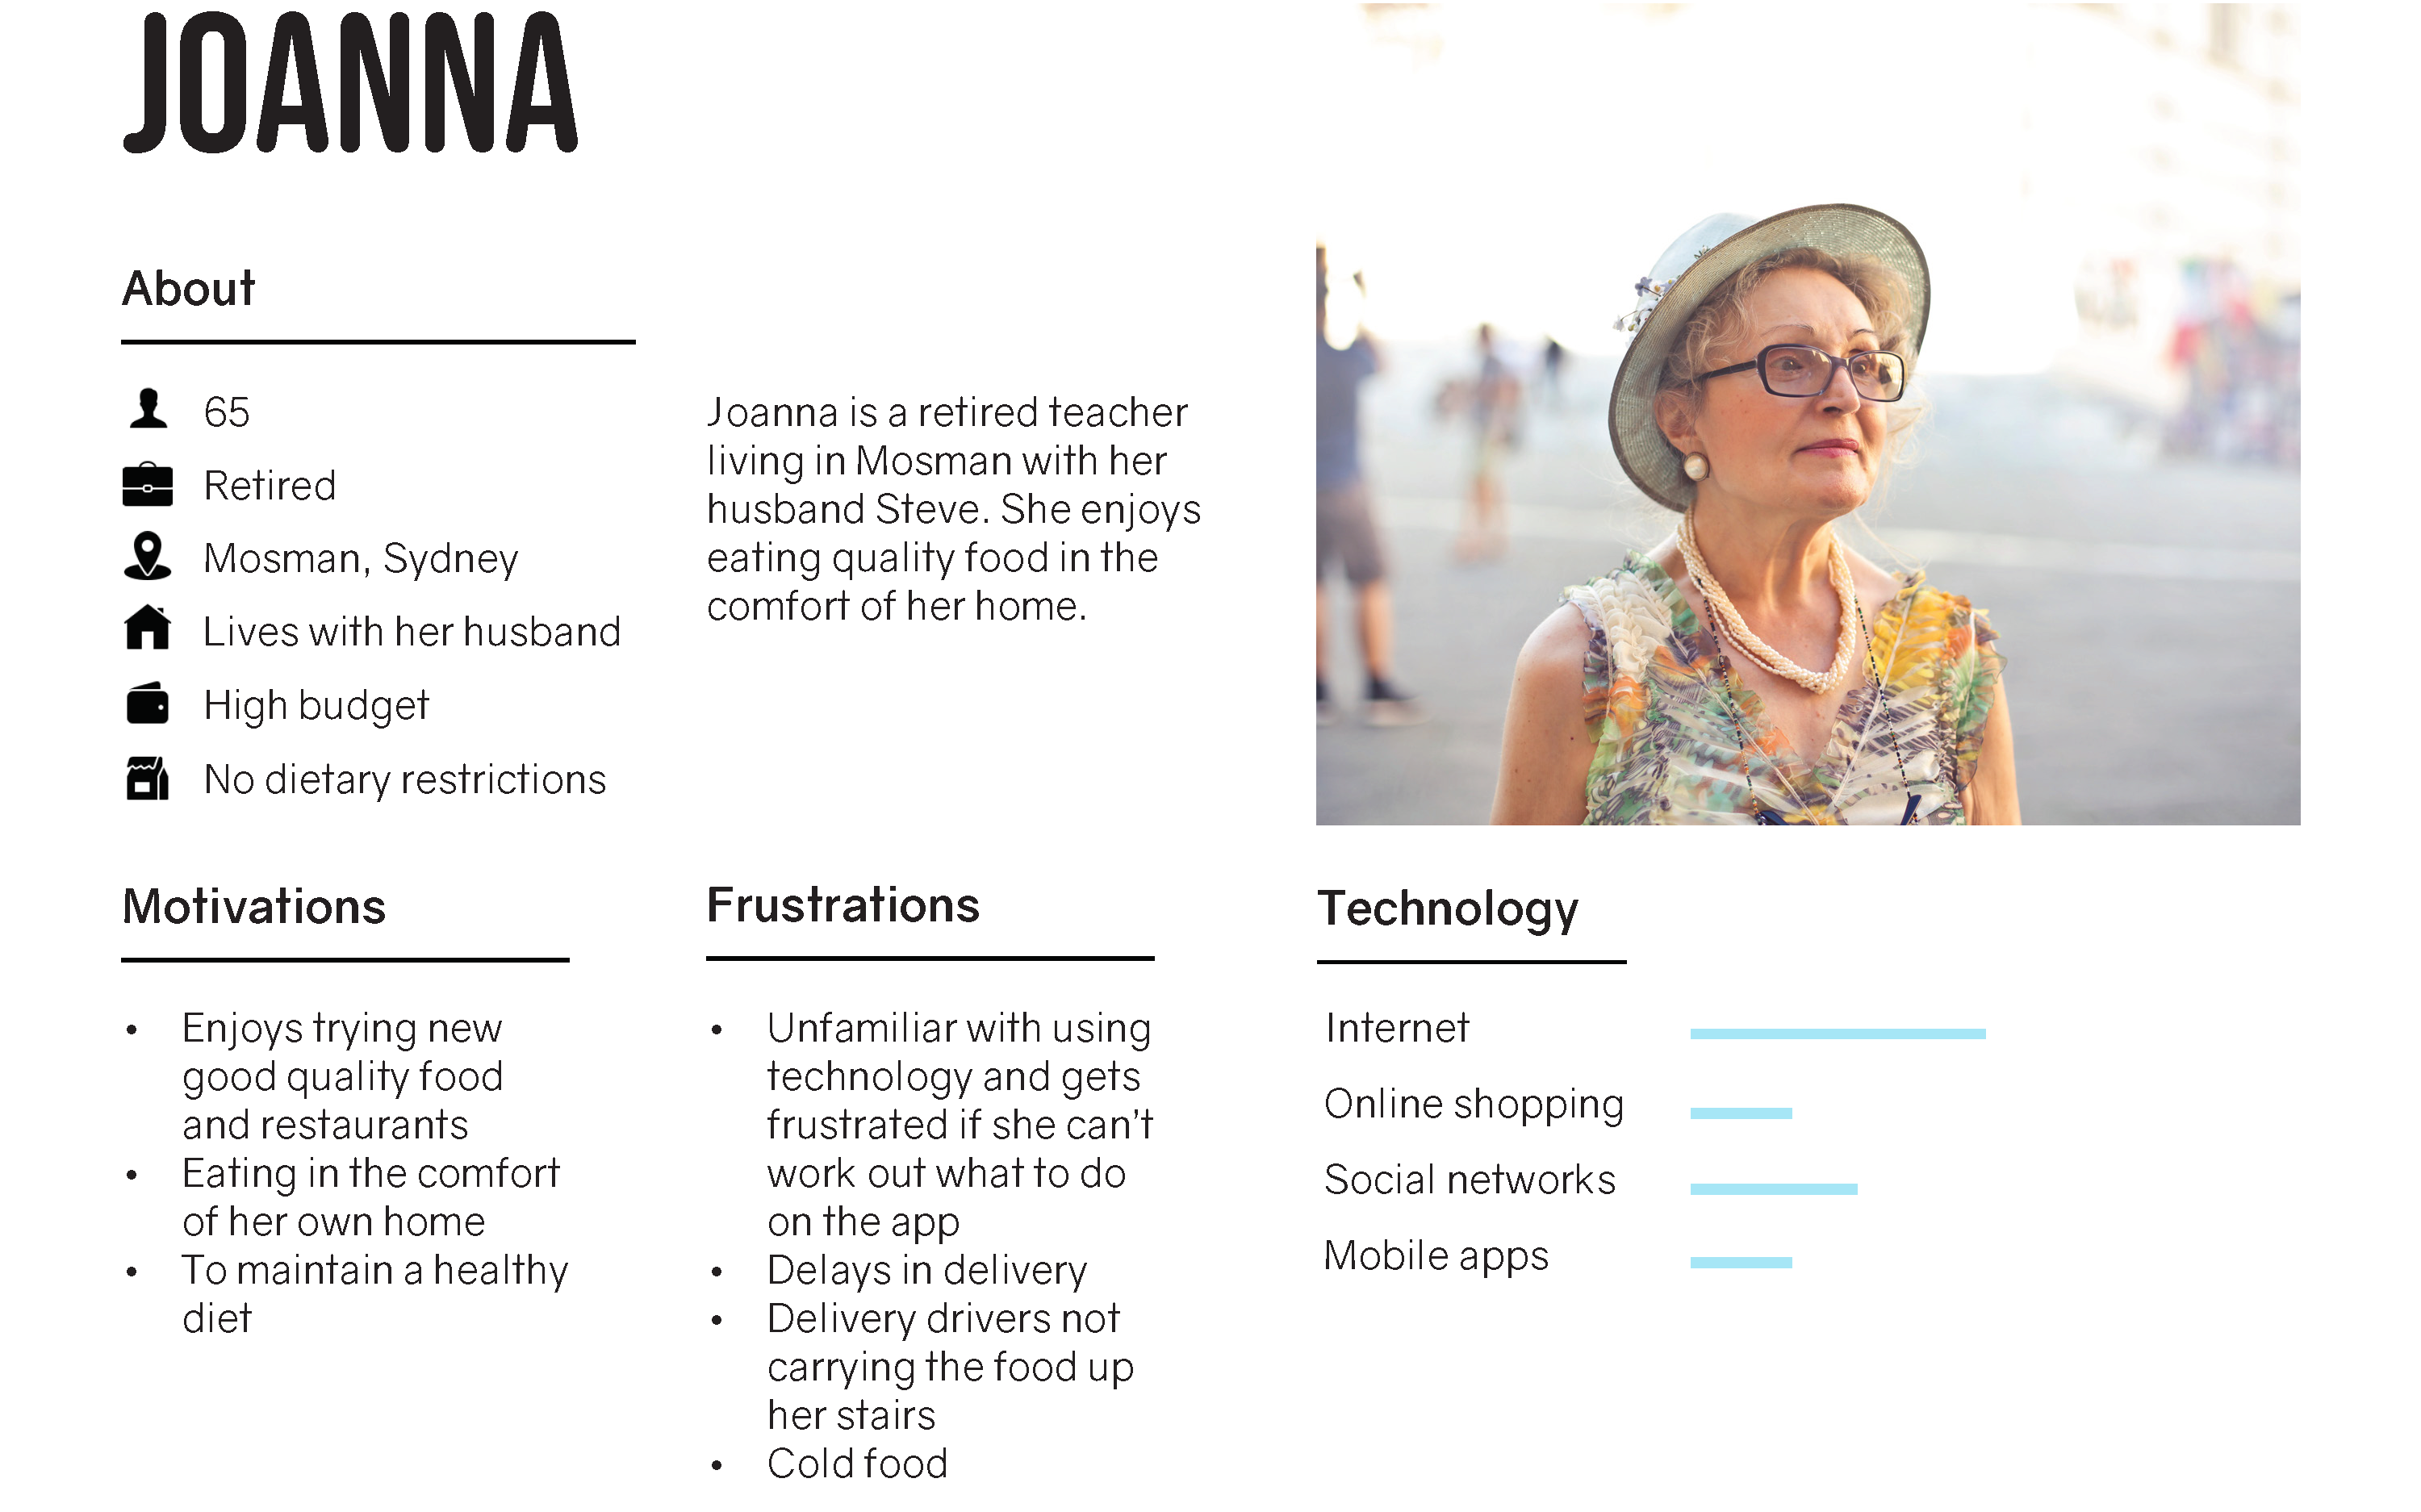 JOANNA
About
65
Retired
Mosman, Sydney
Lives with her husband
High budget
No dietary restrictions
Joanna is a retired teacher
living in Mosman with her
husband Steve. She enjoys
eating quality food in the
comfort of her home.
Motivations
• Enjoys trying new
good quality food
and restaurants
• Eating in the comfort
of her own home
• To maintain a healthy
diet
Frustrations
• Unfamiliar with using
technology and gets
frustrated if she can’t
work out what to do
on the app
• Delays in delivery
• Delivery drivers not
carrying the food up
her stairs
• Cold food
Technology
Internet
Online shopping
Social networks
Mobile apps